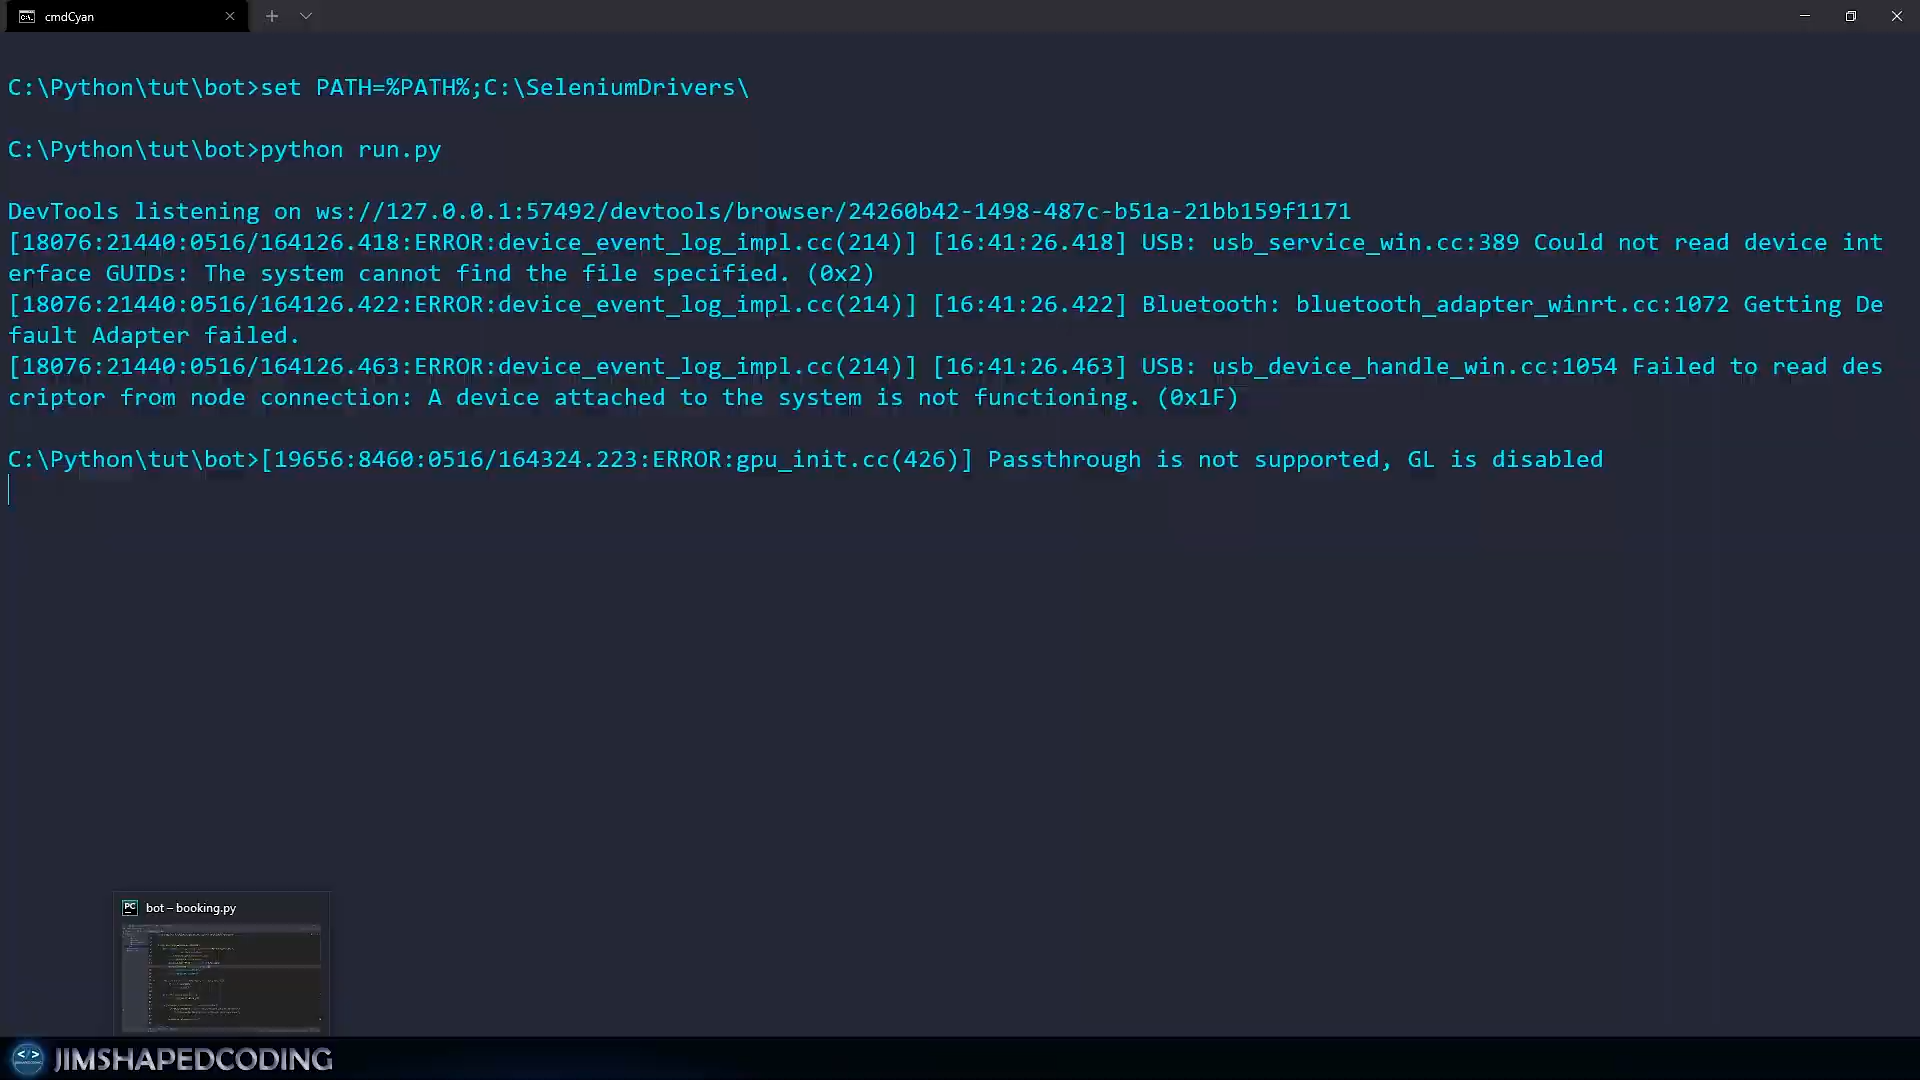 cmdCyan
C:\Python\tut\bot>set PATH=%PATH%;C:\SeleniumDrivers\
C:\Python\tut\bot>python run.py
DevTools listening on ws://127.0.0.1:57492/devtools/browser/24260b42-1498-487c-b51a-21bb159f1171
[18076:21440:0516/164126.418:ERROR:device_event_log_impl.cc(214)] [16:41:26.418] USB: usb_service_win.cc:389 Could not read device int
erface GUIDs: The system cannot find the file specified. (0x2)
[18076:21440:0516/164126.422:ERROR:device_event_log_impl.cc(214)] [16:41:26.422] Bluetooth: bluetooth_adapter_winrt.cc:1072 Getting De
fault Adapter failed.
[18076:21440:0516/164126.463:ERROR:device_event_log_impl.cc(214)] [16:41:26.463] USB: usb_device_handle_win.cc:1054 Failed to read des
criptor from node connection: A device attached to the system is not functioning. (0x1F)
C:\Python\tut\bot>[19656:8460:0516/164324.223:ERROR:gpu_init.cc(426)] Passthrough is not supported, GL is disabled
PC bot – booking.py
</> JIMSHAPEDCODING